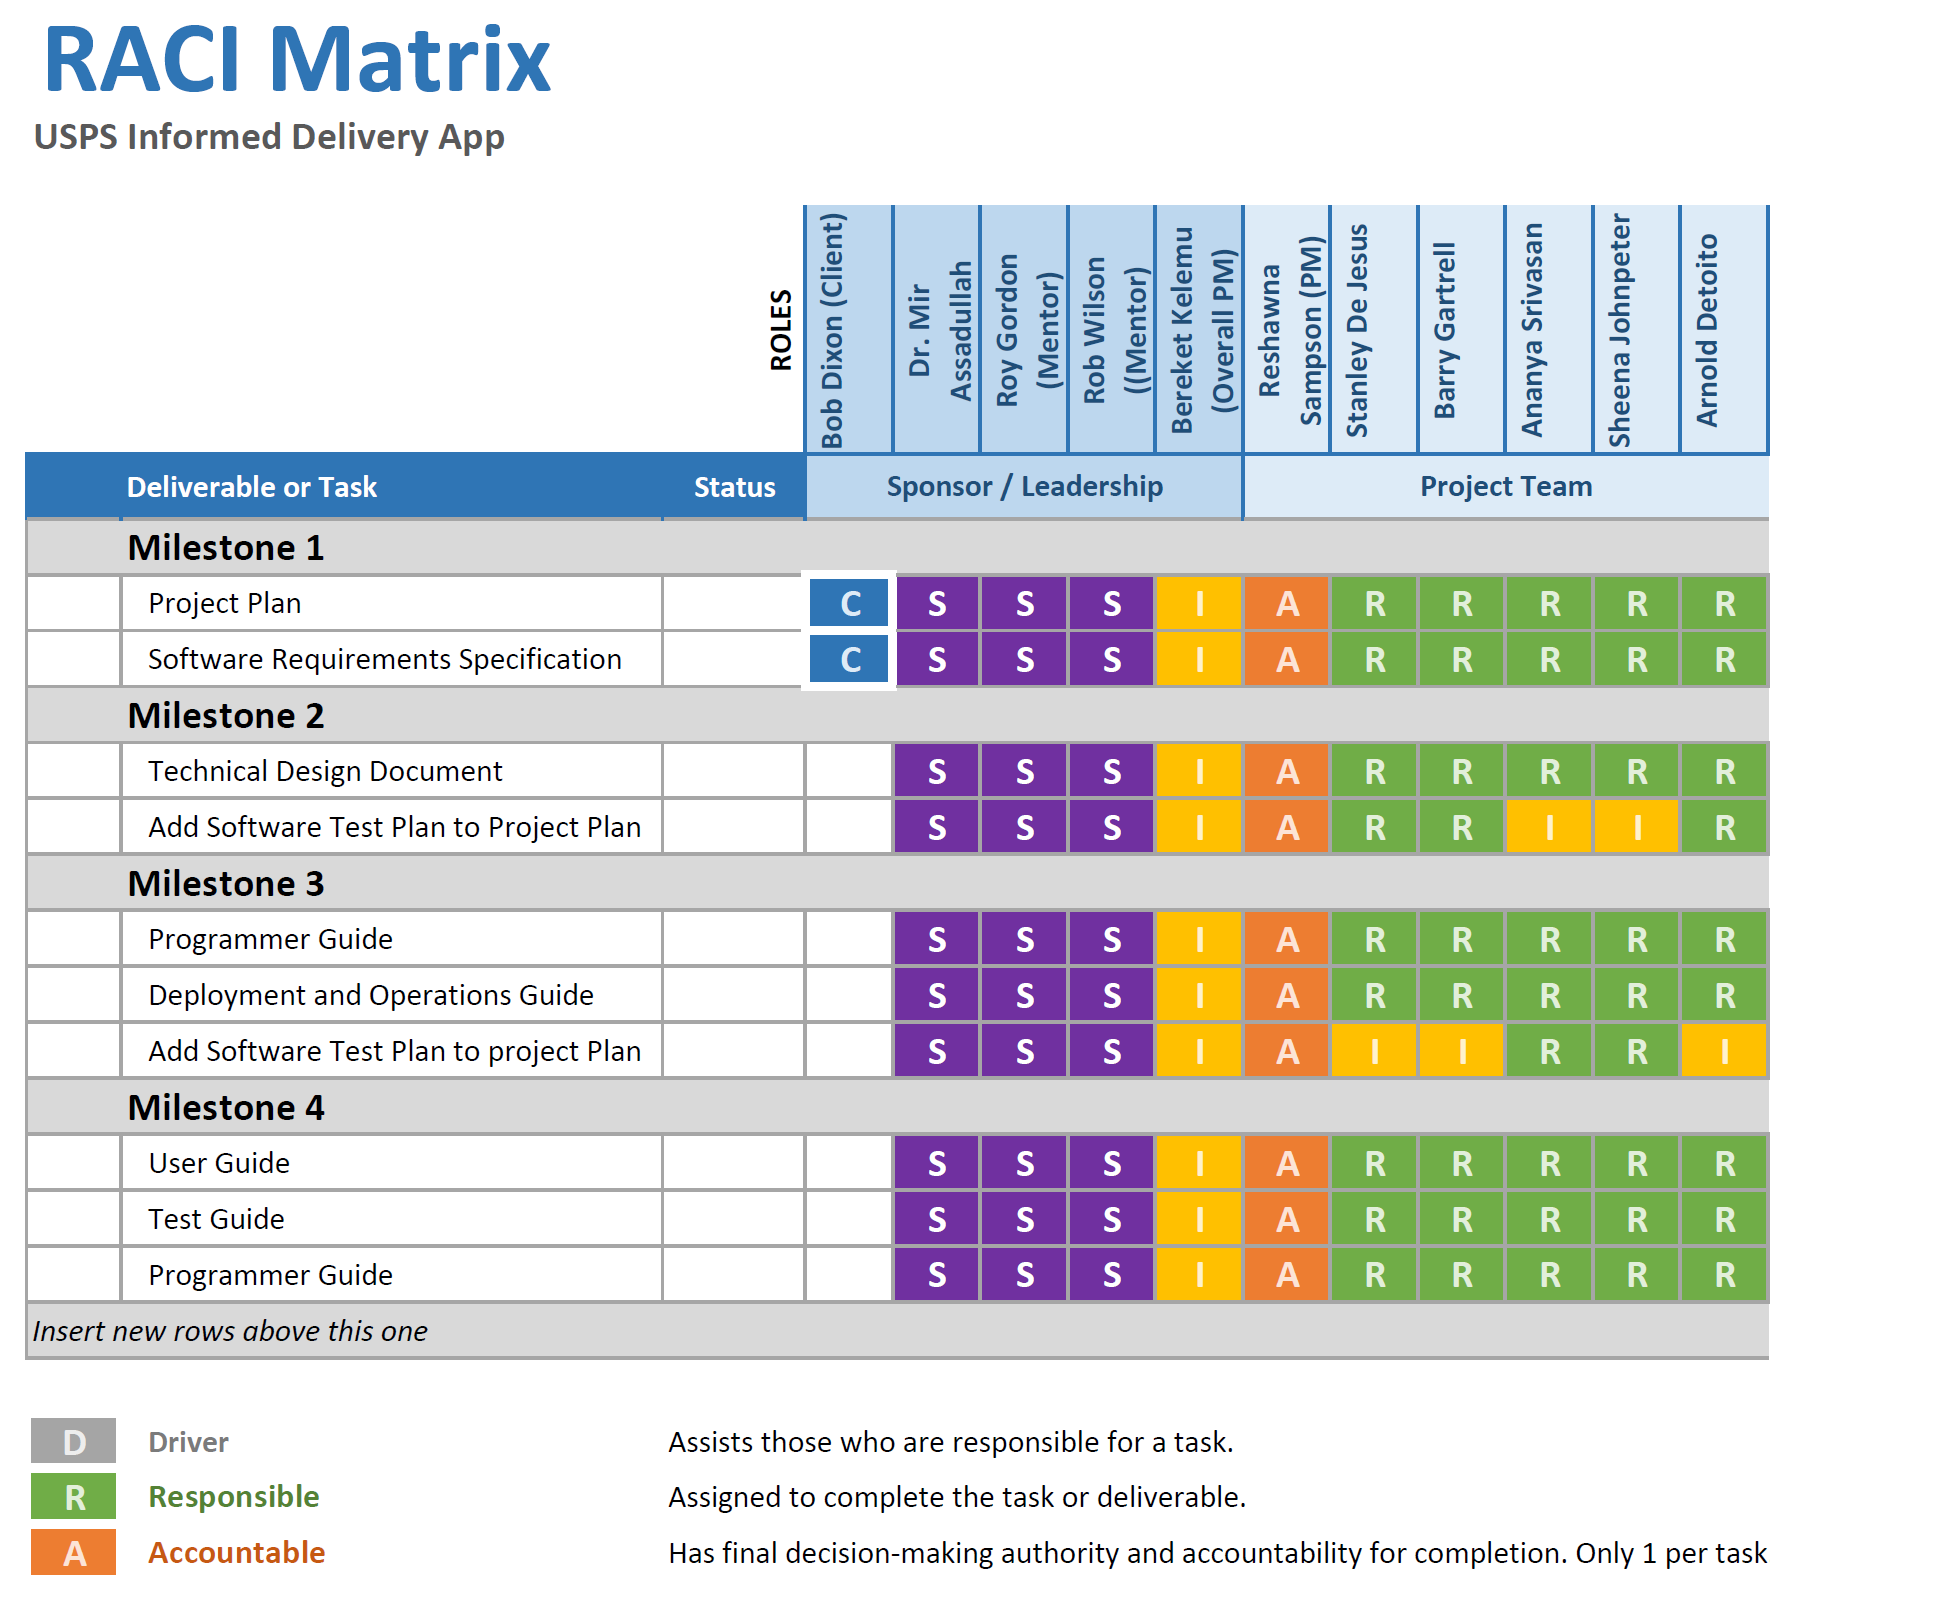 RACI Matrix
USPS Informed Delivery App
ROLES
Bob Dixon (Client)
Dr. Mir
Assadullah
Roy Gordon
(Mentor)
Rob Wilson
((Mentor)
Bereket Kelemu
(Overall PM)
Reshawna
Sampson (PM)
Stanley De Jesus
Barry Gartrell
Ananya Srivasan
Sheena Johnpeter
Arnold Detoito
Deliverable or Task Status Sponsor / Leadership Project Team
Milestone 1
Project Plan C S S S I A R R R R R
Software Requirements Specification C S S S I A R R R R R
Milestone 2
Technical Design Document S S S I A R R R R R
Add Software Test Plan to Project Plan S S S I A R R I I R
Milestone 3
Programmer Guide S S S I A R R R R R
Deployment and Operations Guide S S S I A R R R R R
Add Software Test Plan to project Plan S S S I A I I R R I
Milestone 4
User Guide S S S I A R R R R R
Test Guide S S S I A R R R R R
Programmer Guide S S S I A R R R R R
Insert new rows above this one
D Driver Assists those who are responsible for a task.
R Responsible Assigned to complete the task or deliverable.
A Accountable Has final decision-making authority and accountability for completion. Only 1 per task